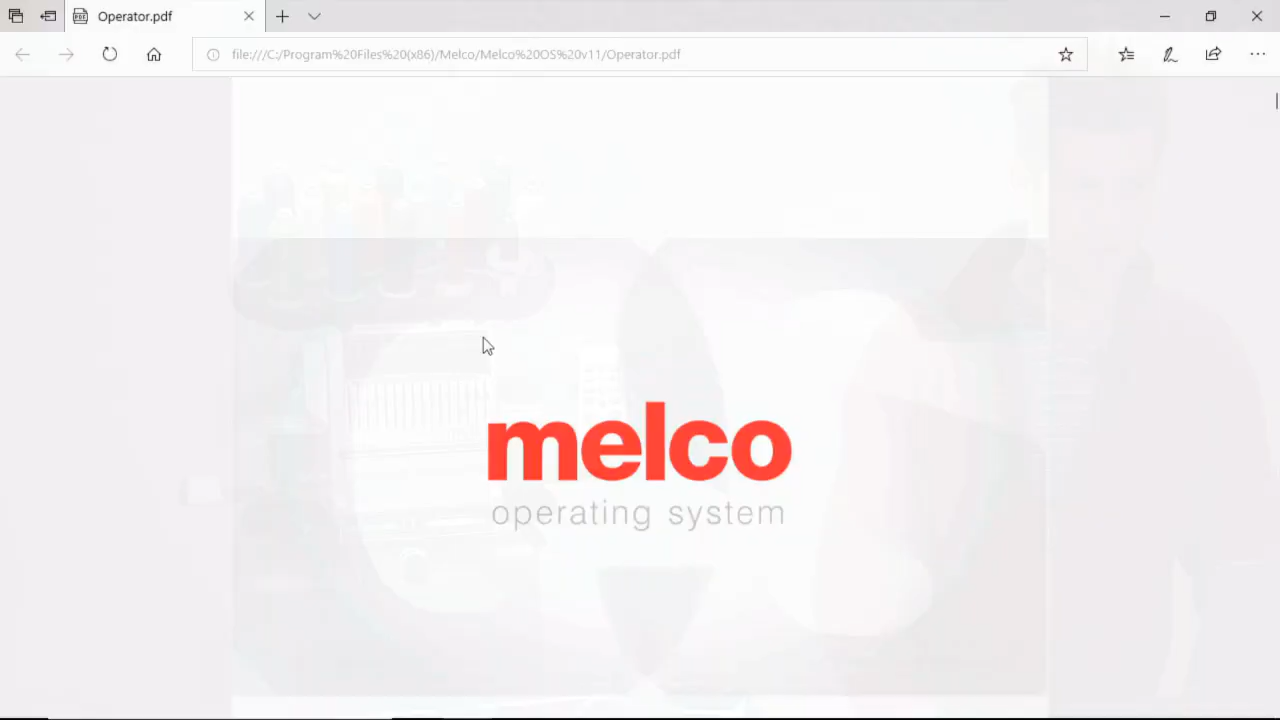 Operator.pdf
file:///C:/Program%20Files%20(x86)/Melco/Melco%20OS%20v11/Operator.pdf
melco
operating system